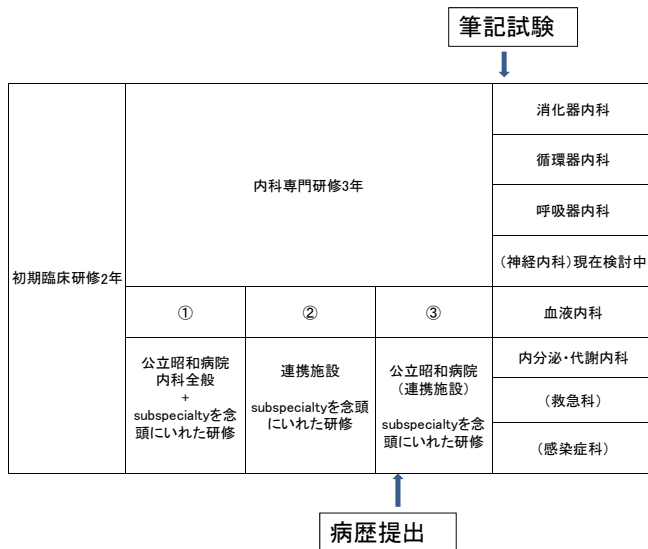 筆記試験
消化器内科
循環器内科
内科専門研修3年
呼吸器内科
(神経内科)現在検討中
初期臨床研修2年
①
②
③
血液内科
公立昭和病院
内科全般
+
subspecialtyを念
頭にいれた研修
連携施設
subspecialtyを念頭
にいれた研修
公立昭和病院
(連携施設)
subspecialtyを念
頭にいれた研修
内分泌・代謝内科
(救急科)
(感染症科)
病歴提出